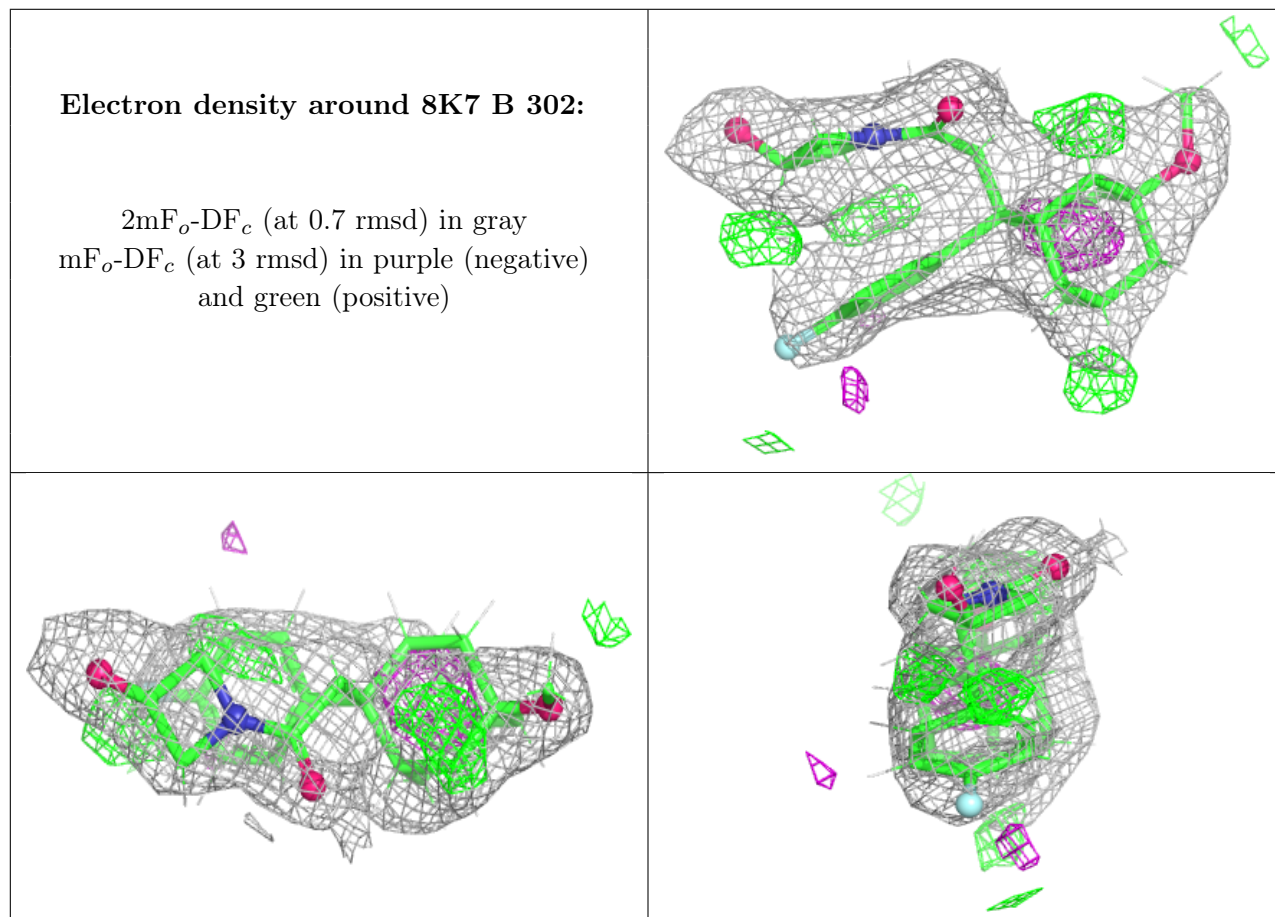 Electron density around 8K7 B 302:
2mFo-DFc (at 0.7 rmsd) in gray
mFo-DFc (at 3 rmsd) in purple (negative)
and green (positive)